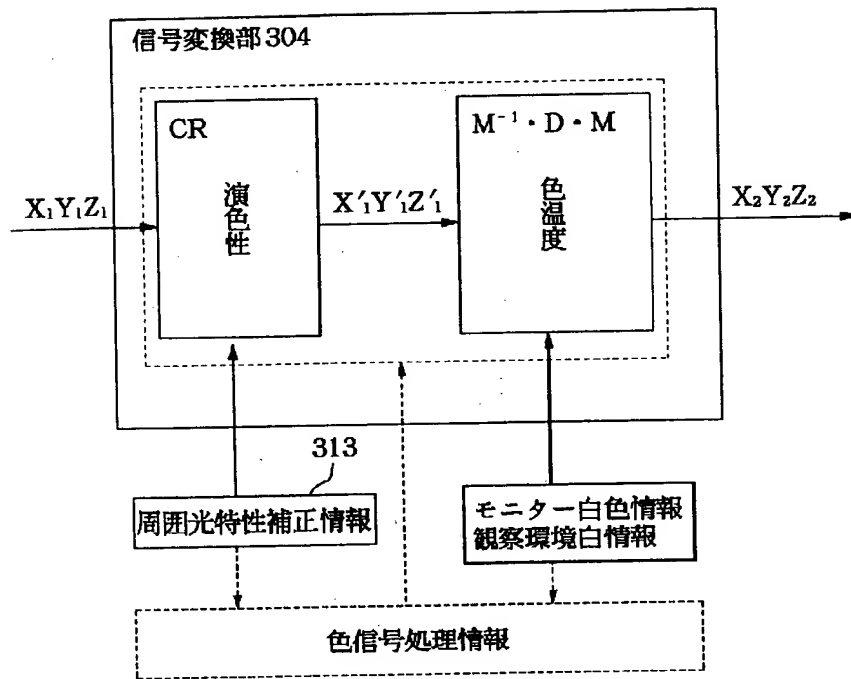 信号変換部304
CR
演色性
M⁻¹・D・M
色温度
X₁Y₁Z₁
X′₁Y′₁Z′₁
X₂Y₂Z₂
313
周囲光特性補正情報
モニター白色情報
観察環境白情報
色信号処理情報